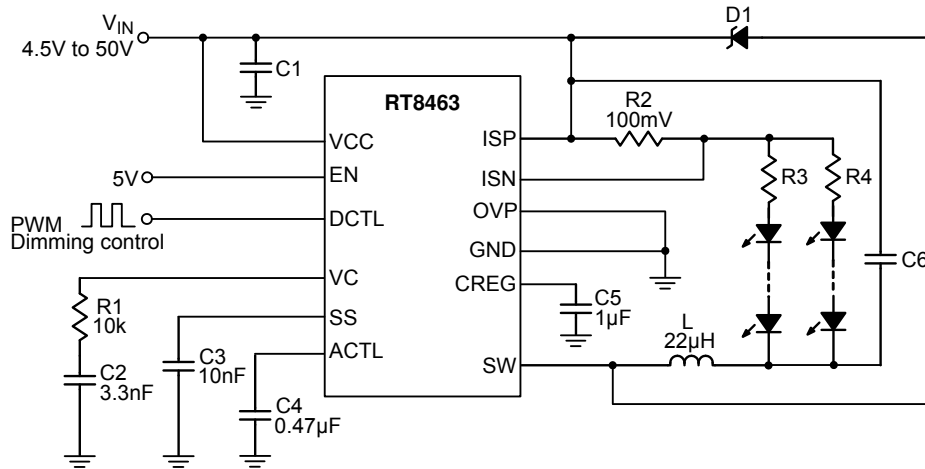 VIN
4.5V to 50V
C1
D1
RT8463
R2
100mV
VCC
ISP
EN
ISN
5V
R3
R4
DCTL
OVP
PWM
Dimming control
GND
C6
VC
CREG
R1
10k
C5
1µF
SS
L
22µH
ACTL
SW
C2
3.3nF
C3
10nF
C4
0.47µF